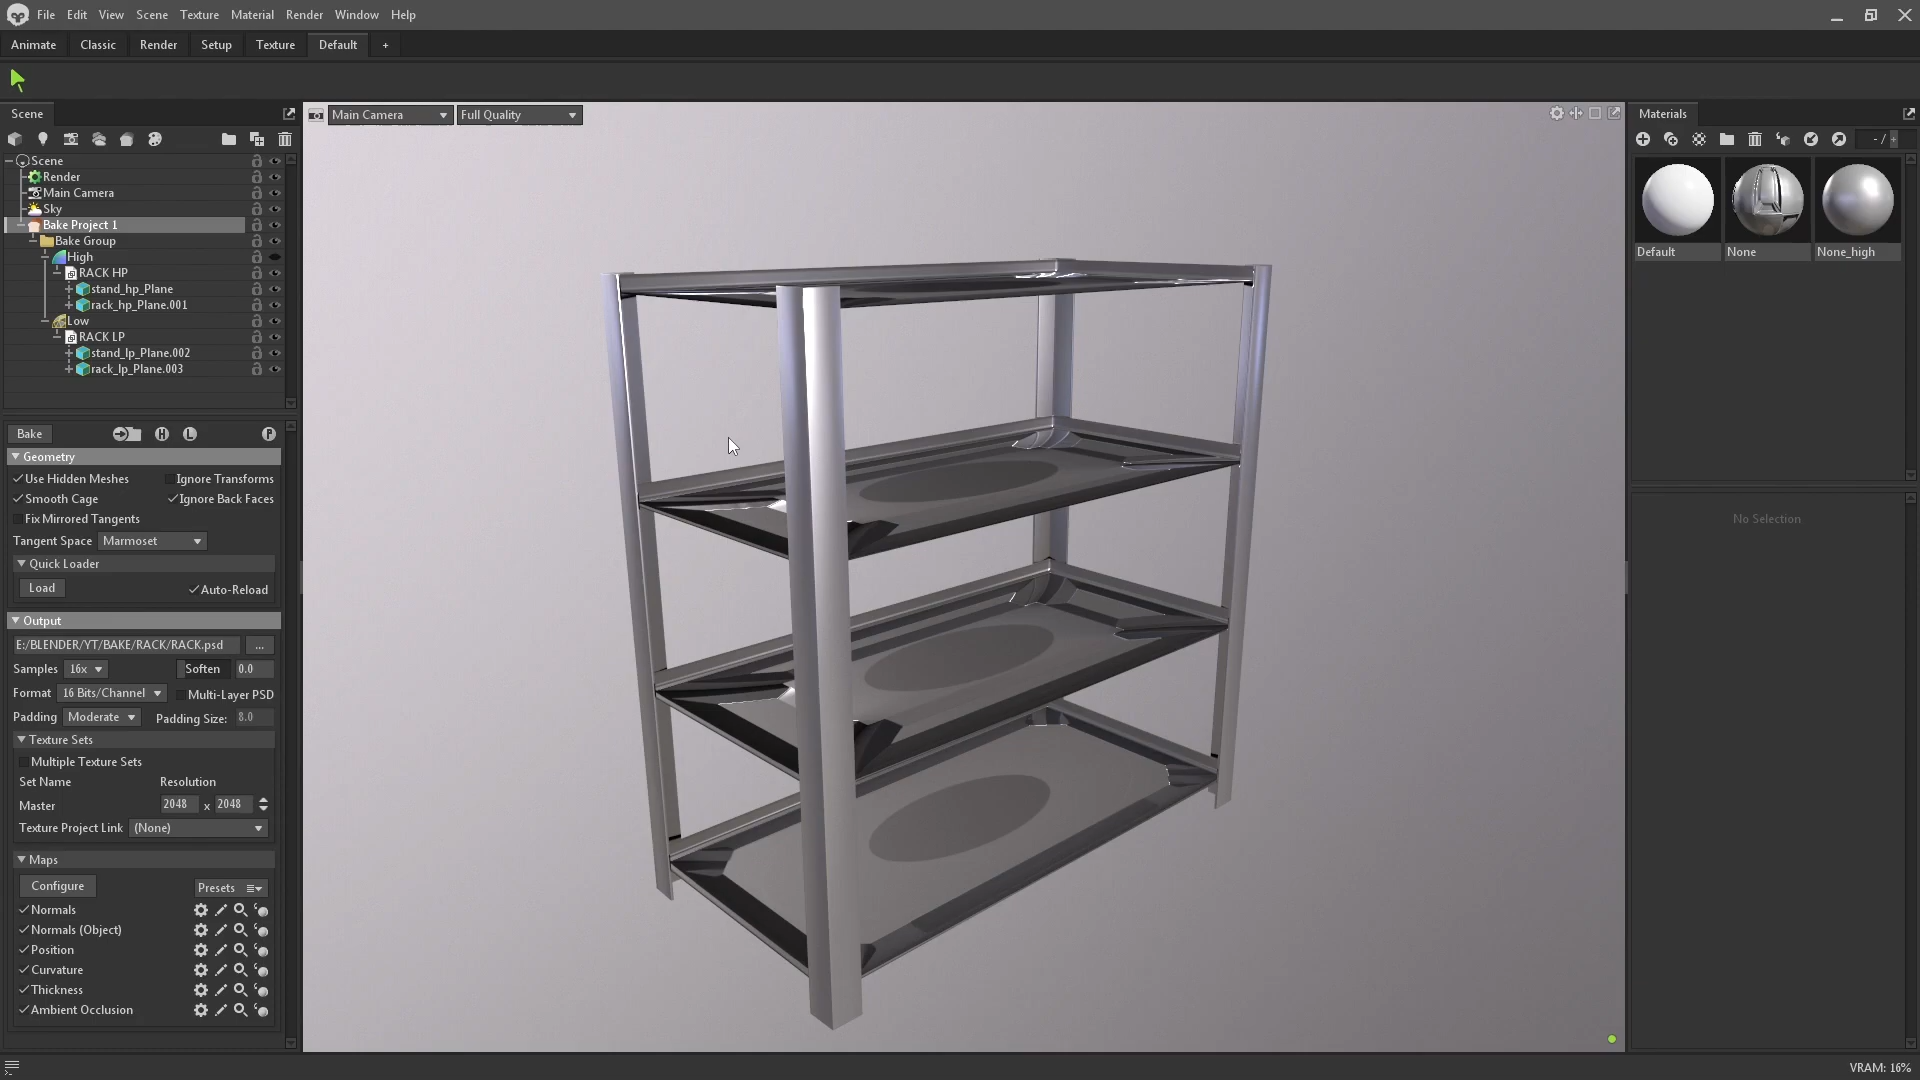 File Edit View Scene Texture Material Render Window Help
Animate Classic Render Setup Texture Default +
Scene
Scene
Render
Main Camera
Sky
Bake Project 1
Bake Group
High
RACK HP
stand_hp_Plane
rack_hp_Plane.001
Low
RACK LP
stand_lp_Plane.002
rack_lp_Plane.003
Bake H L P
Geometry
Use Hidden Meshes Ignore Transforms
Smooth Cage Ignore Back Faces
Fix Mirrored Tangents
Tangent Space Marmoset
Quick Loader
Load Auto-Reload
Output
E:/BLENDER/YT/BAKE/RACK/RACK.psd ...
Samples 16x Soften 0.0
Format 16 Bits/Channel Multi-Layer PSD
Padding Moderate Padding Size: 8.0
Texture Sets
Multiple Texture Sets
Set Name Resolution
Master 2048 x 2048
Texture Project Link (None)
Maps
Configure Presets
Normals
Normals (Object)
Position
Curvature
Thickness
Ambient Occlusion
Main Camera Full Quality
Materials
- / +
Default None None_high
No Selection
VRAM: 16%